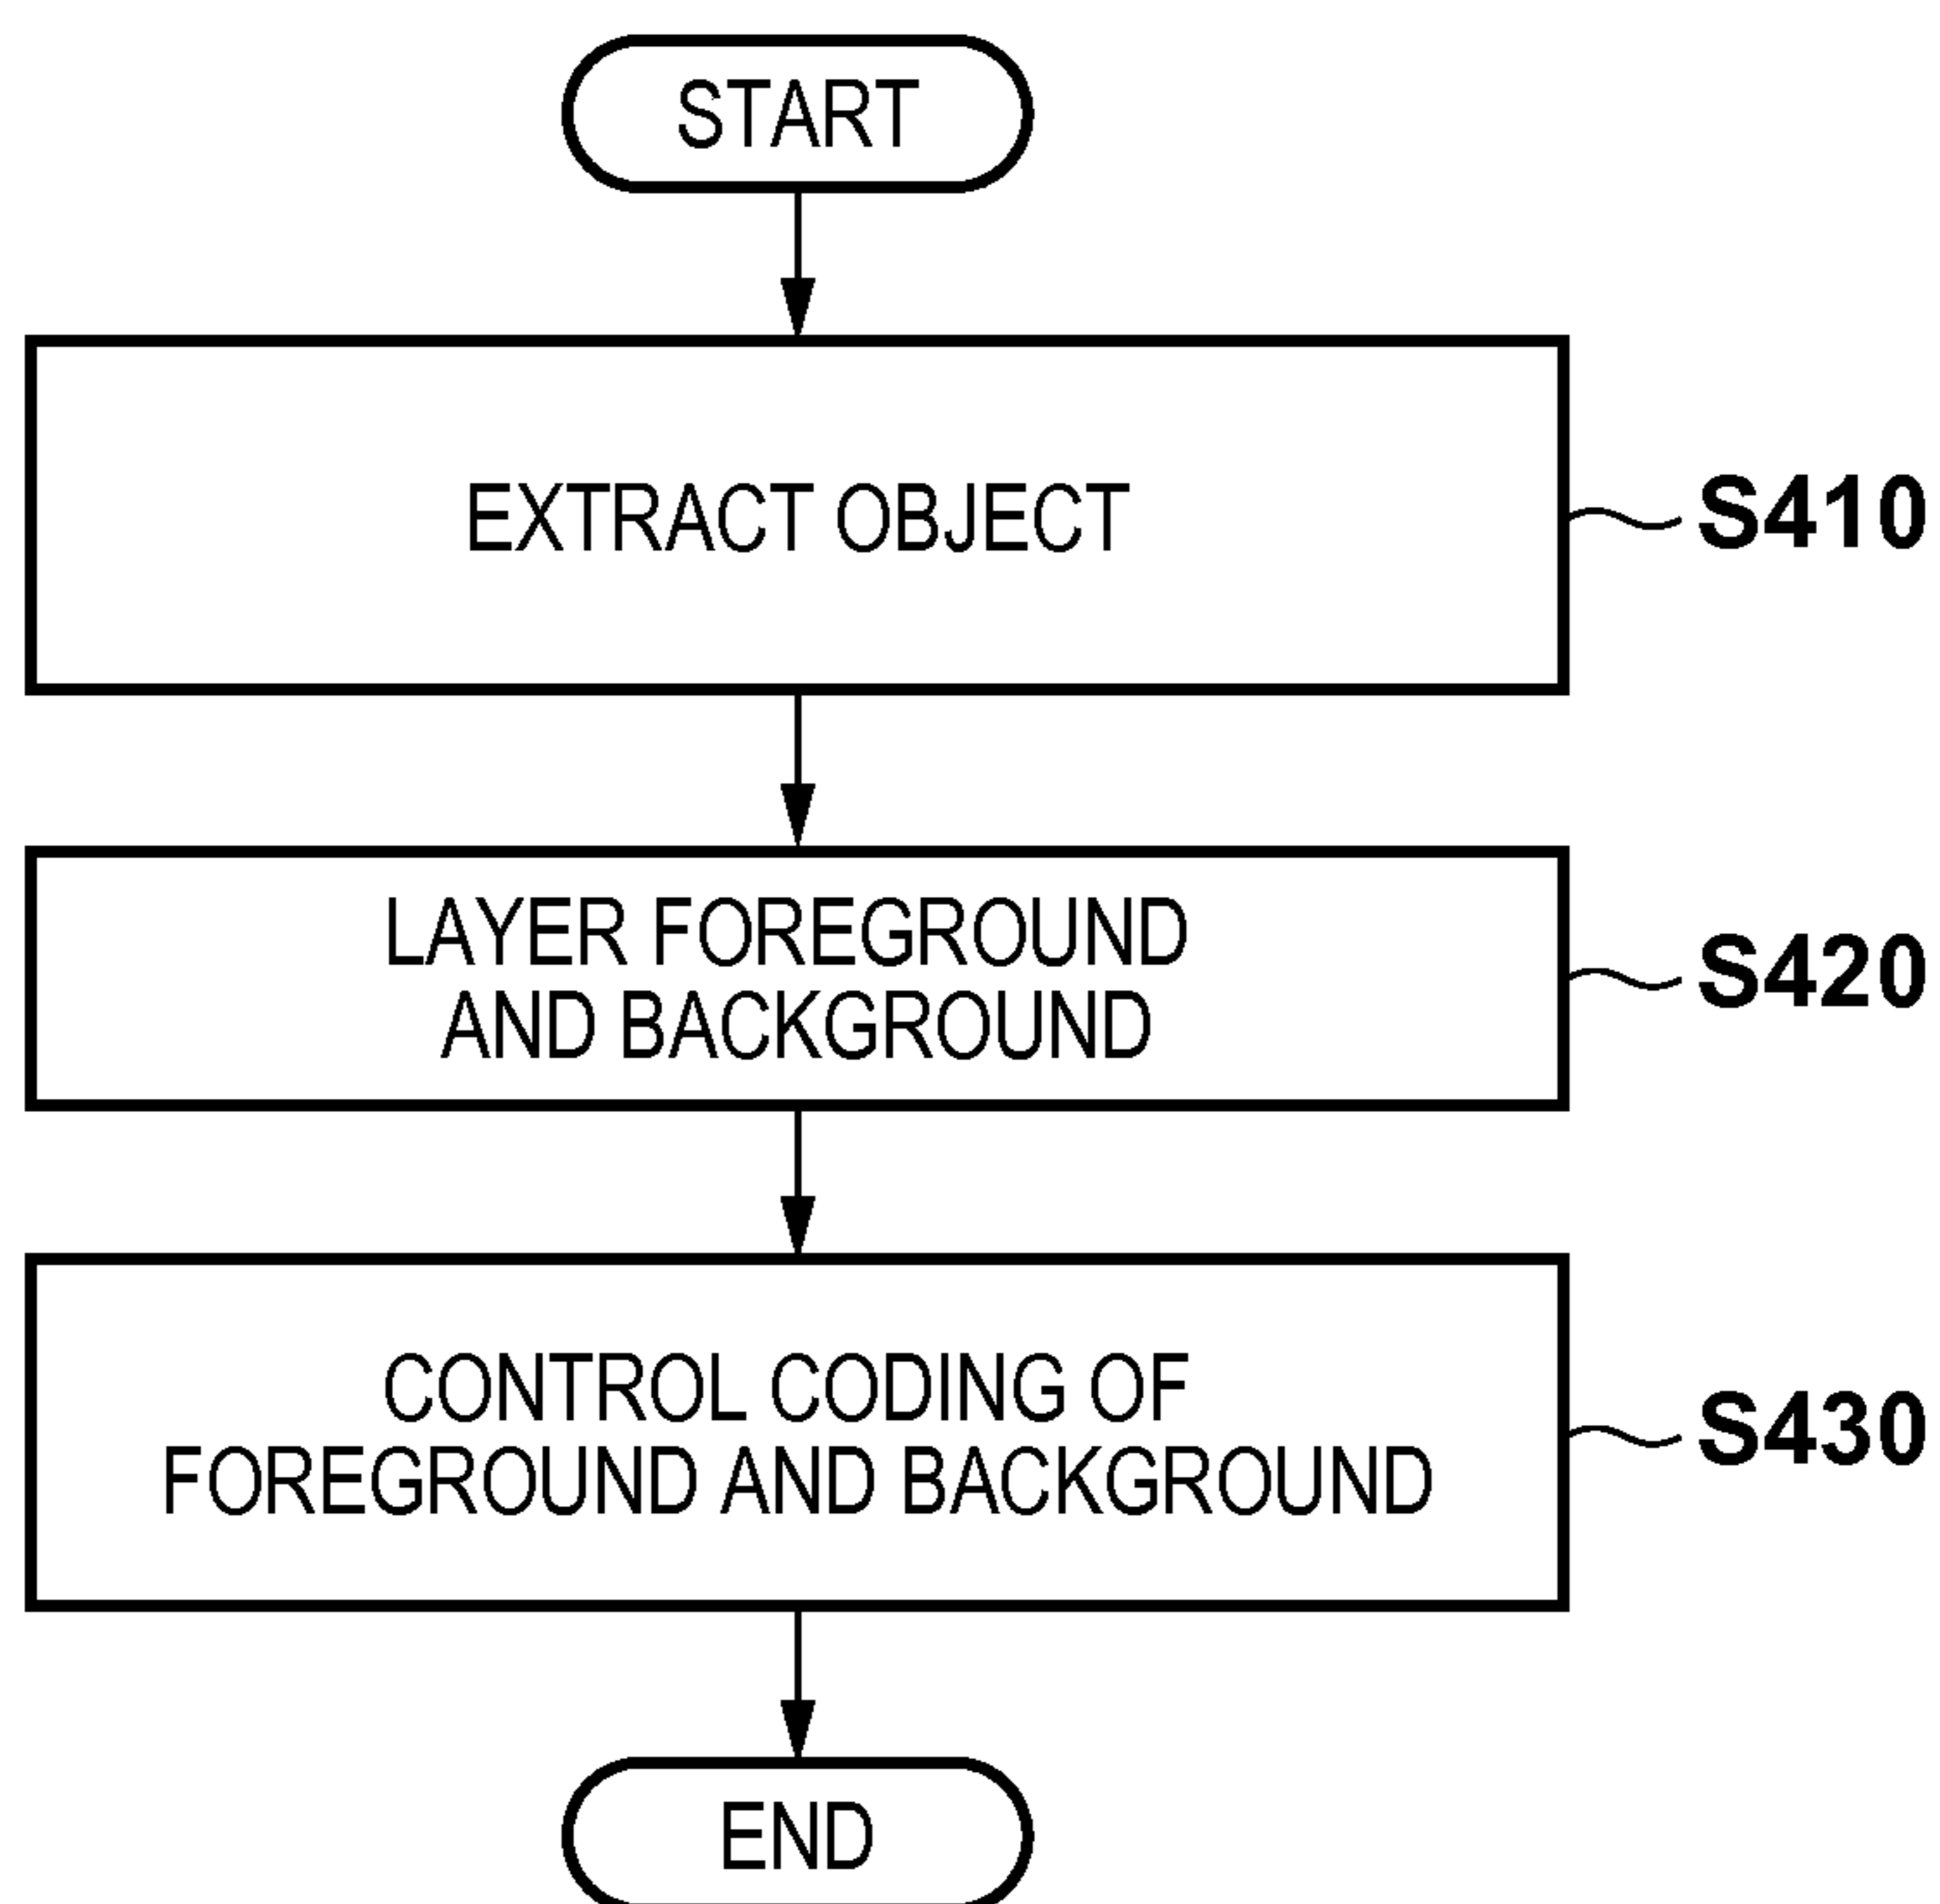 START
EXTRACT OBJECT
S410
LAYER FOREGROUND
AND BACKGROUND
S420
CONTROL CODING OF
FOREGROUND AND BACKGROUND
S430
END